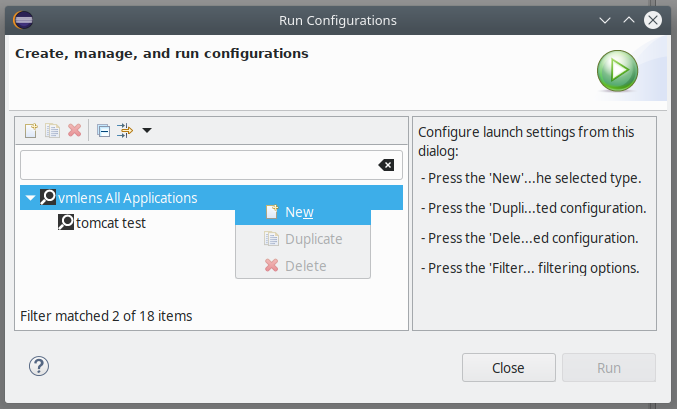 Run Configurations
Create, manage, and run configurations
vmlens All Applications
tomcat test
New
Duplicate
Delete
Filter matched 2 of 18 items
Configure launch settings from this
dialog:
- Press the 'New'...he selected type.
- Press the 'Dupli...ted configuration.
- Press the 'Dele...ed configuration.
- Press the 'Filter... filtering options.
?
Close
Run